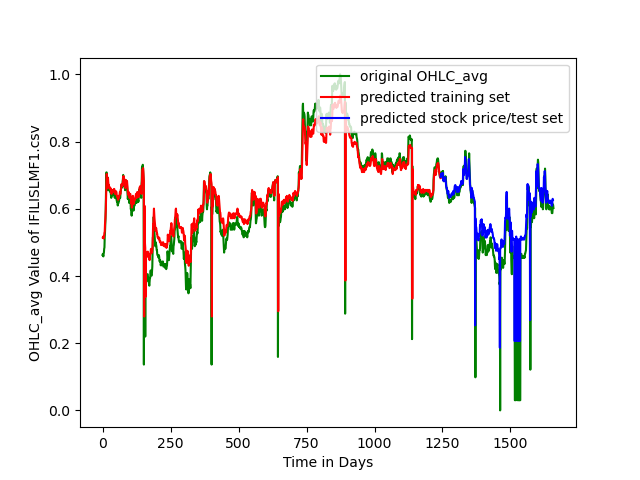 original OHLC_avg
predicted training set
predicted stock price/test set
OHLC_avg Value of IFILISLMF1.csv
1.0
0.8
0.6
0.4
0.2
0.0
0 250 500 750 1000 1250 1500
Time in Days